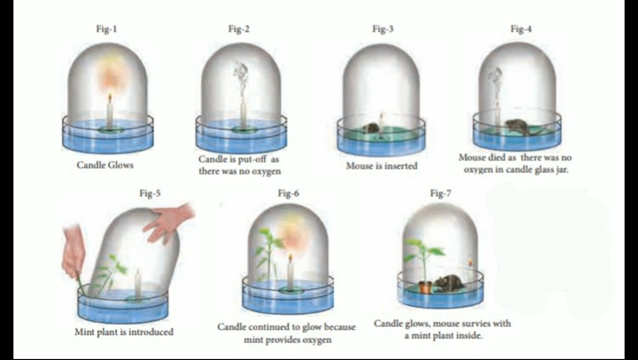 Fig-1
Fig-2
Fig-3
Fig-4
Candle Glows
Candle is put-off as
there was no oxygen
Mouse is inserted
Mouse died as there was no
oxygen in candle glass jar.
Fig-5
Fig-6
Fig-7
Mint plant is introduced
Candle continued to glow because
mint provides oxygen
Candle glows, mouse survies with
a mint plant inside.